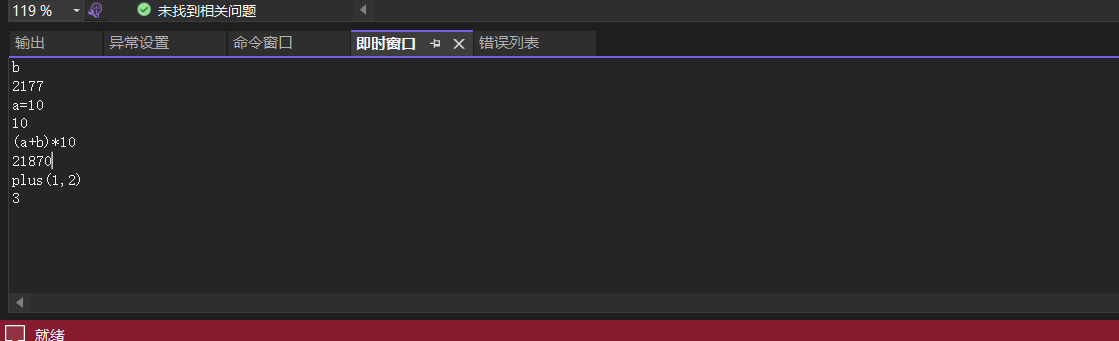 119 % 未找到相关问题
输出 异常设置 命令窗口 即时窗口 错误列表
b
2177
a=10
10
(a+b)*10
21870
plus(1,2)
3
就绪